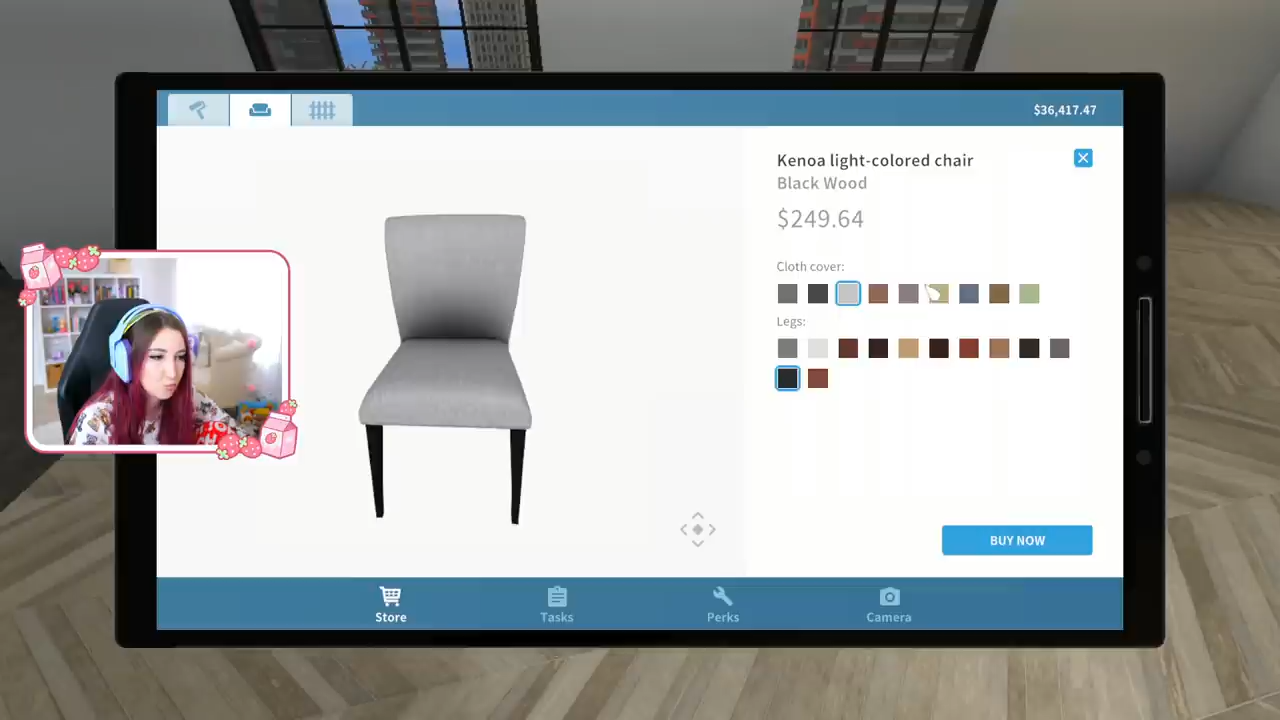 $36,417.47
Kenoa light-colored chair
Black Wood
$249.64
Cloth cover:
Legs:
BUY NOW
Store
Tasks
Perks
Camera